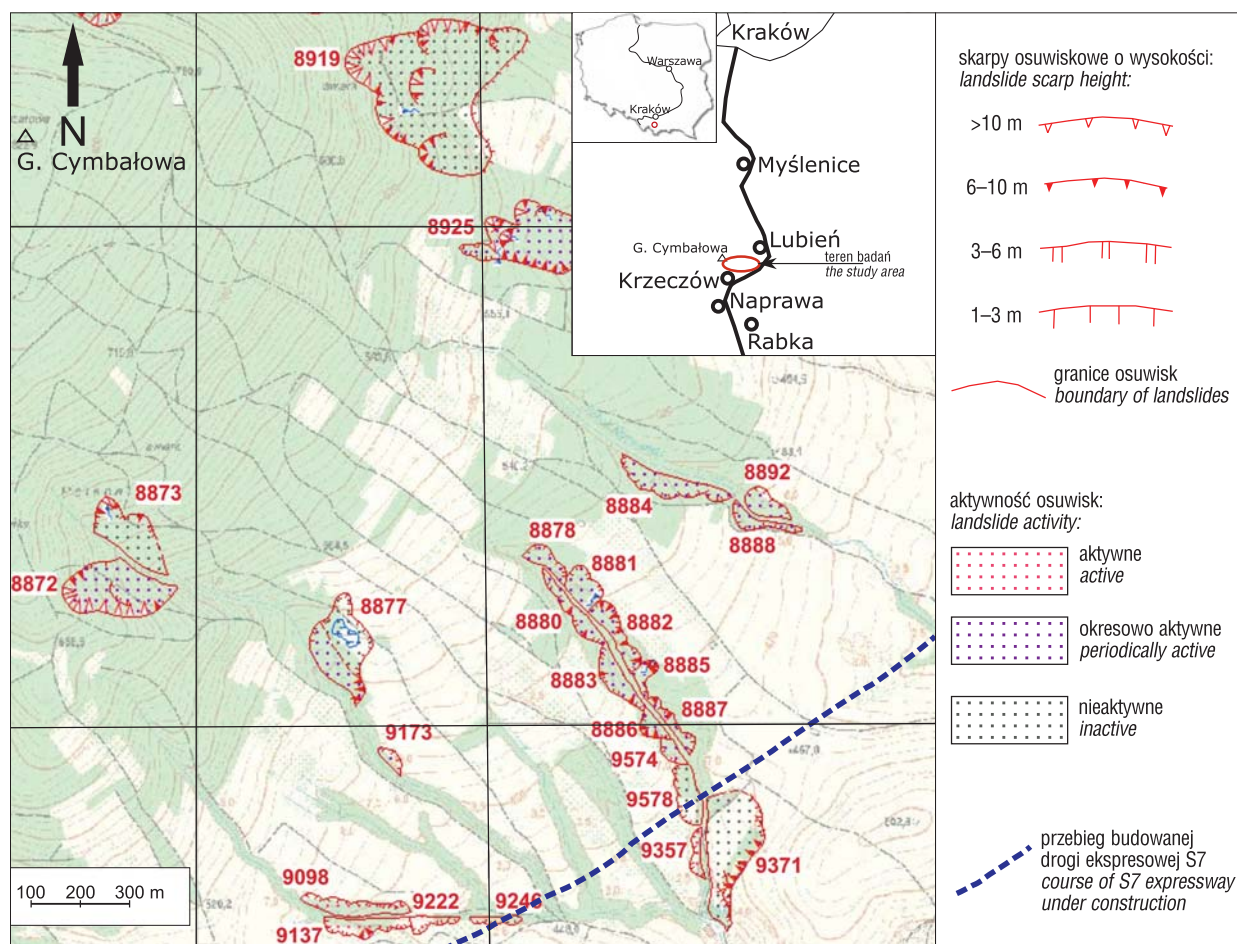 8919
N
G. Cymbałowa
8925
Kraków
Warszawa
Kraków
Myślenice
Lubień
G. Cymbałowa
teren badań
the study area
Krzeczów
Naprawa
Rabka
8873
8872
8877
8878
8881
8880
8882
8883
8885
8887
8886
8884
8892
8888
9173
9574
9578
9357
9371
9098
9222
9246
9137
100 200 300 m
skarpy osuwiskowe o wysokości:
landslide scarp height:
>10 m
6–10 m
3–6 m
1–3 m
granice osuwisk
boundary of landslides
aktywność osuwisk:
landslide activity:
aktywne
active
okresowo aktywne
periodically active
nieaktywne
inactive
przebieg budowanej
drogi ekspresowej S7
course of S7 expressway
under construction